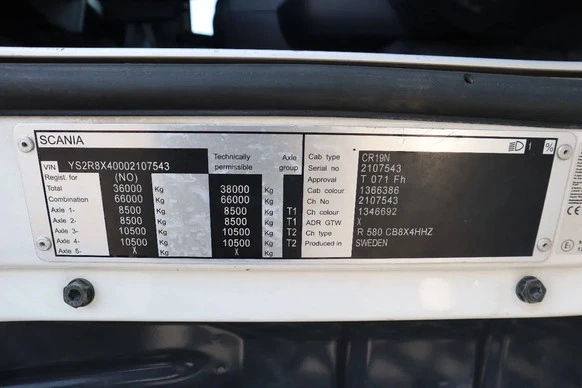 SCANIA
1 %
VIN YS2R8X40002107543 Technically permissible Axle group
Regist. for (NO)
Total 36000 Kg 38000 Kg
Combination 66000 Kg 66000 Kg
Axle 1- 8500 Kg 8500 Kg T1
Axle 2- 8500 Kg 8500 Kg T1
Axle 3- 10500 Kg 10500 Kg T2
Axle 4- 10500 Kg 10500 Kg T2
Axle 5- X Kg X Kg
Cab type CR19N
Serial no 2107543
Approval T 071 Fh
Cab colour 1366386
Ch no 2107543
Ch colour 1346692
ADR GTW X
Ch type R 580 CB8X4HHZ
Produced in SWEDEN
CE